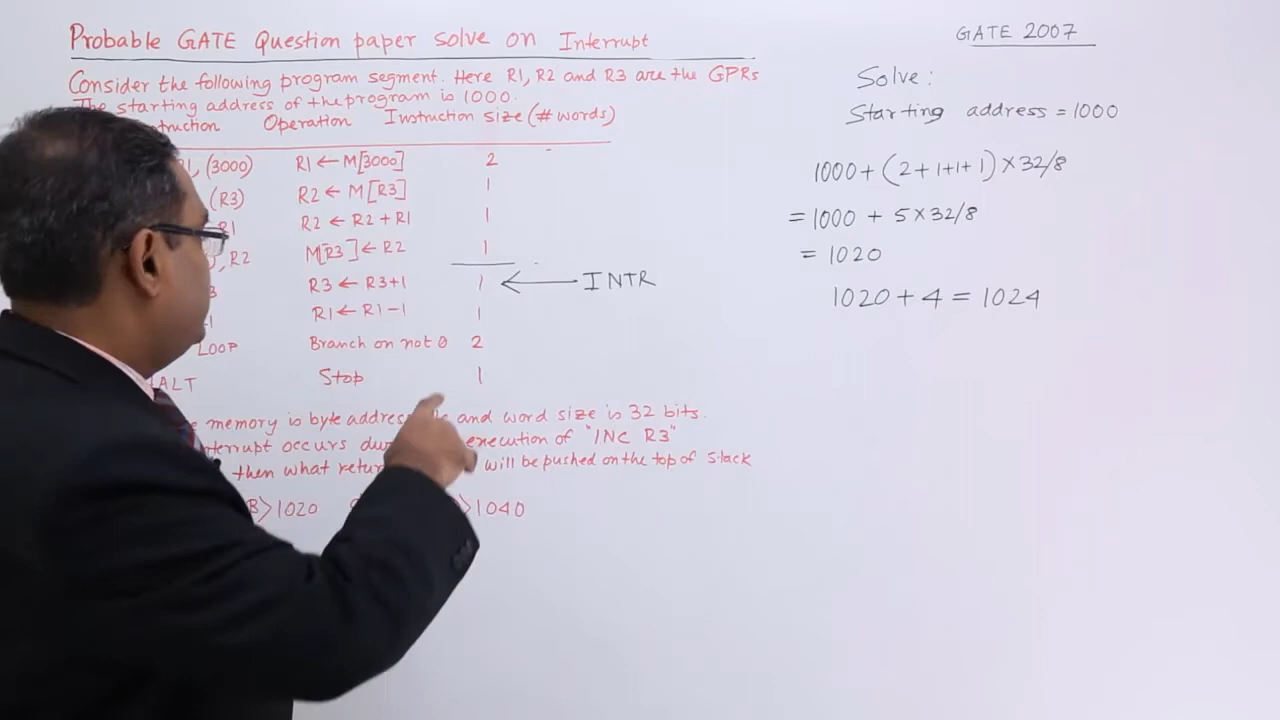 Probable GATE Question paper solve on Interrupt
Consider the following program segment. Here R1, R2 and R3 are the GPRs
The starting address of the program is 1000.
Operation Instruction size (# words)
(3000) R1 ← M[3000] 2
(R3) R2 ← M[R3] 1
R1 R2 ← R2 + R1 1
R2 M[R3] ← R2 1
R3 ← R3+1 1 ← INTR
R1 ← R1-1 1
LOOP Branch on not 0 2
Stop 1
memory is byte and word size is 32 bits.
occurs execution of "INC R3"
then what will be pushed on the top of stack
B> 1020 > 1040
GATE 2007
Solve:
Starting address = 1000
1000 + (2+1+1+1) × 32/8
= 1000 + 5 × 32/8
= 1020
1020 + 4 = 1024